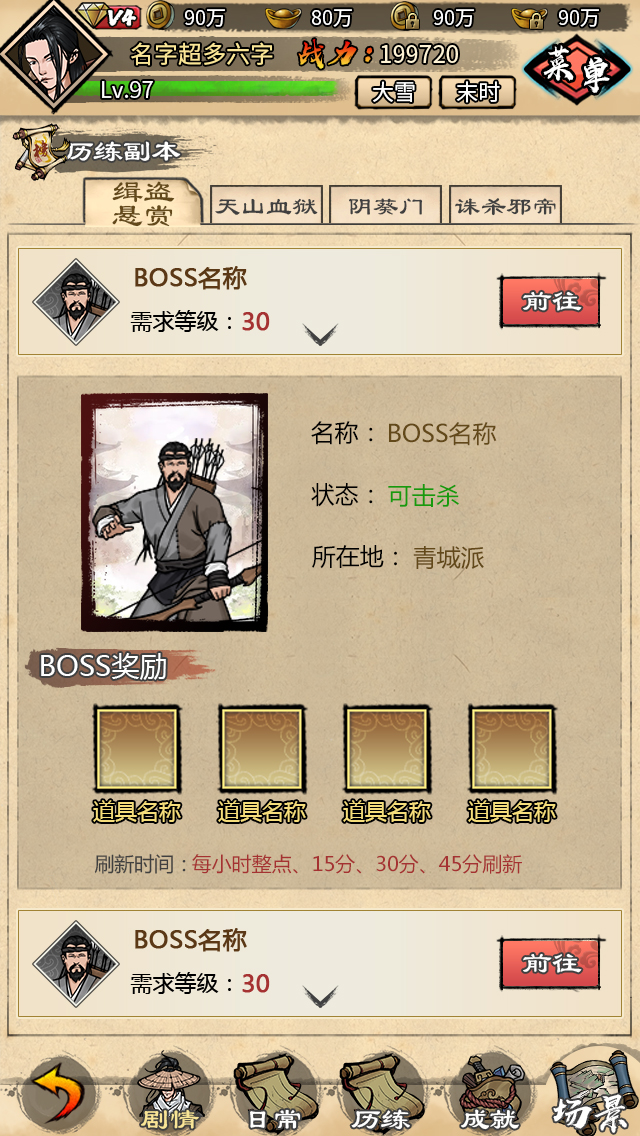 V4 90万 80万 90万 90万
名字超多六字 战力：199720
菜单
Lv.97 大雪 末时
历练副本
缉盗悬赏 天山血狱 阴葵门 诛杀邪帝
BOSS名称
需求等级：30
前往
名称：BOSS名称
状态：可击杀
所在地：青城派
BOSS奖励
道具名称 道具名称 道具名称 道具名称
刷新时间：每小时整点、15分、30分、45分刷新
BOSS名称
需求等级：30
前往
剧情 日常 历练 成就 场景